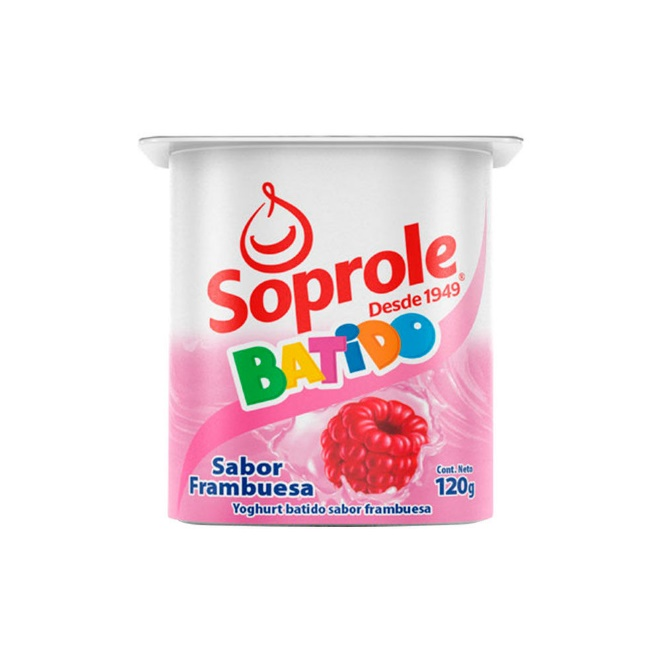 Soprole®
Desde 1949
BATiDO
Sabor
Frambuesa
Cont. Neto
120g
Yoghurt batido sabor frambuesa